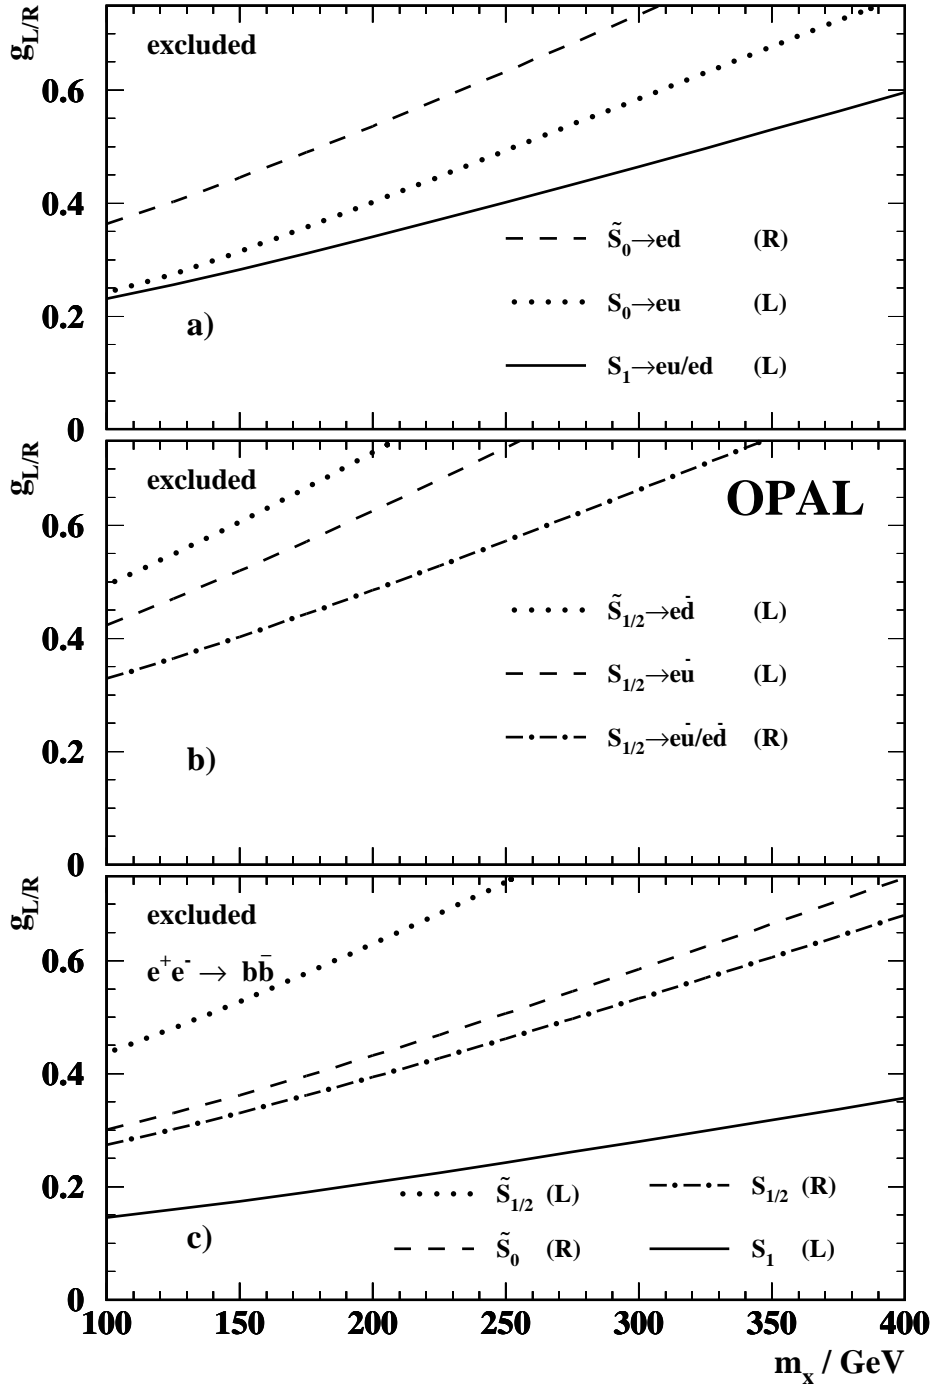 g_L/R
excluded
0.6
0.4
S̃_0→ed (R)
S_0→eu (L)
0.2
a)
S_1→eu/ed (L)
0
g_L/R
excluded
OPAL
0.6
S̃_1/2→ed̄ (L)
0.4
S_1/2→eū (L)
S_1/2→eū/ed̄ (R)
0.2
b)
0
g_L/R
excluded
0.6
e⁺e⁻→ bb̄
0.4
0.2
S̃_1/2 (L)
S_1/2 (R)
c)
S̃_0 (R)
S_1 (L)
0
100 150 200 250 300 350 400
m_x / GeV